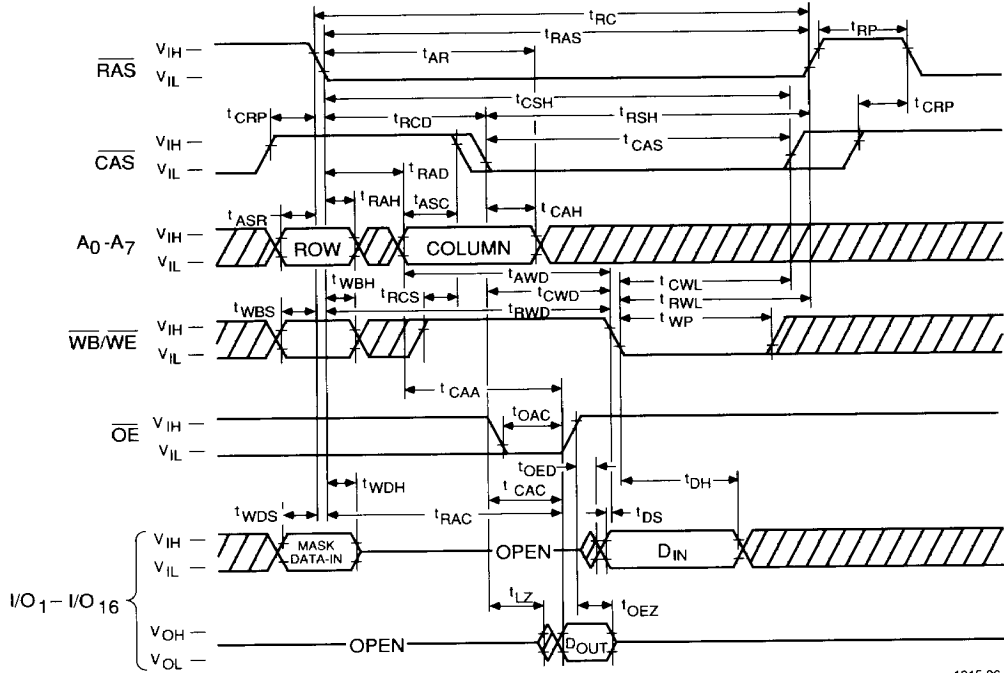 tRC
tRAS
tRP
tAR
VIH
RAS
VIL
tCSH
tCRP
tRCD
tRSH
tCRP
VIH
tCAS
CAS
VIL
tRAD
tRAH
tASC
tCAH
tASR
VIH
A0 -A7
ROW
COLUMN
VIL
tAWD
tWBH
tRCS
tCWD
tCWL
tRWL
tWBS
tRWD
tWP
VIH
WB/WE
VIL
tCAA
tOAC
VIH
OE
VIL
tOED
tWDH
tCAC
tDH
tWDS
tRAC
tDS
VIH
MASK
DATA-IN
OPEN
DIN
VIL
I/O1 – I/O16
tLZ
tOEZ
VOH
OPEN
DOUT
VOL